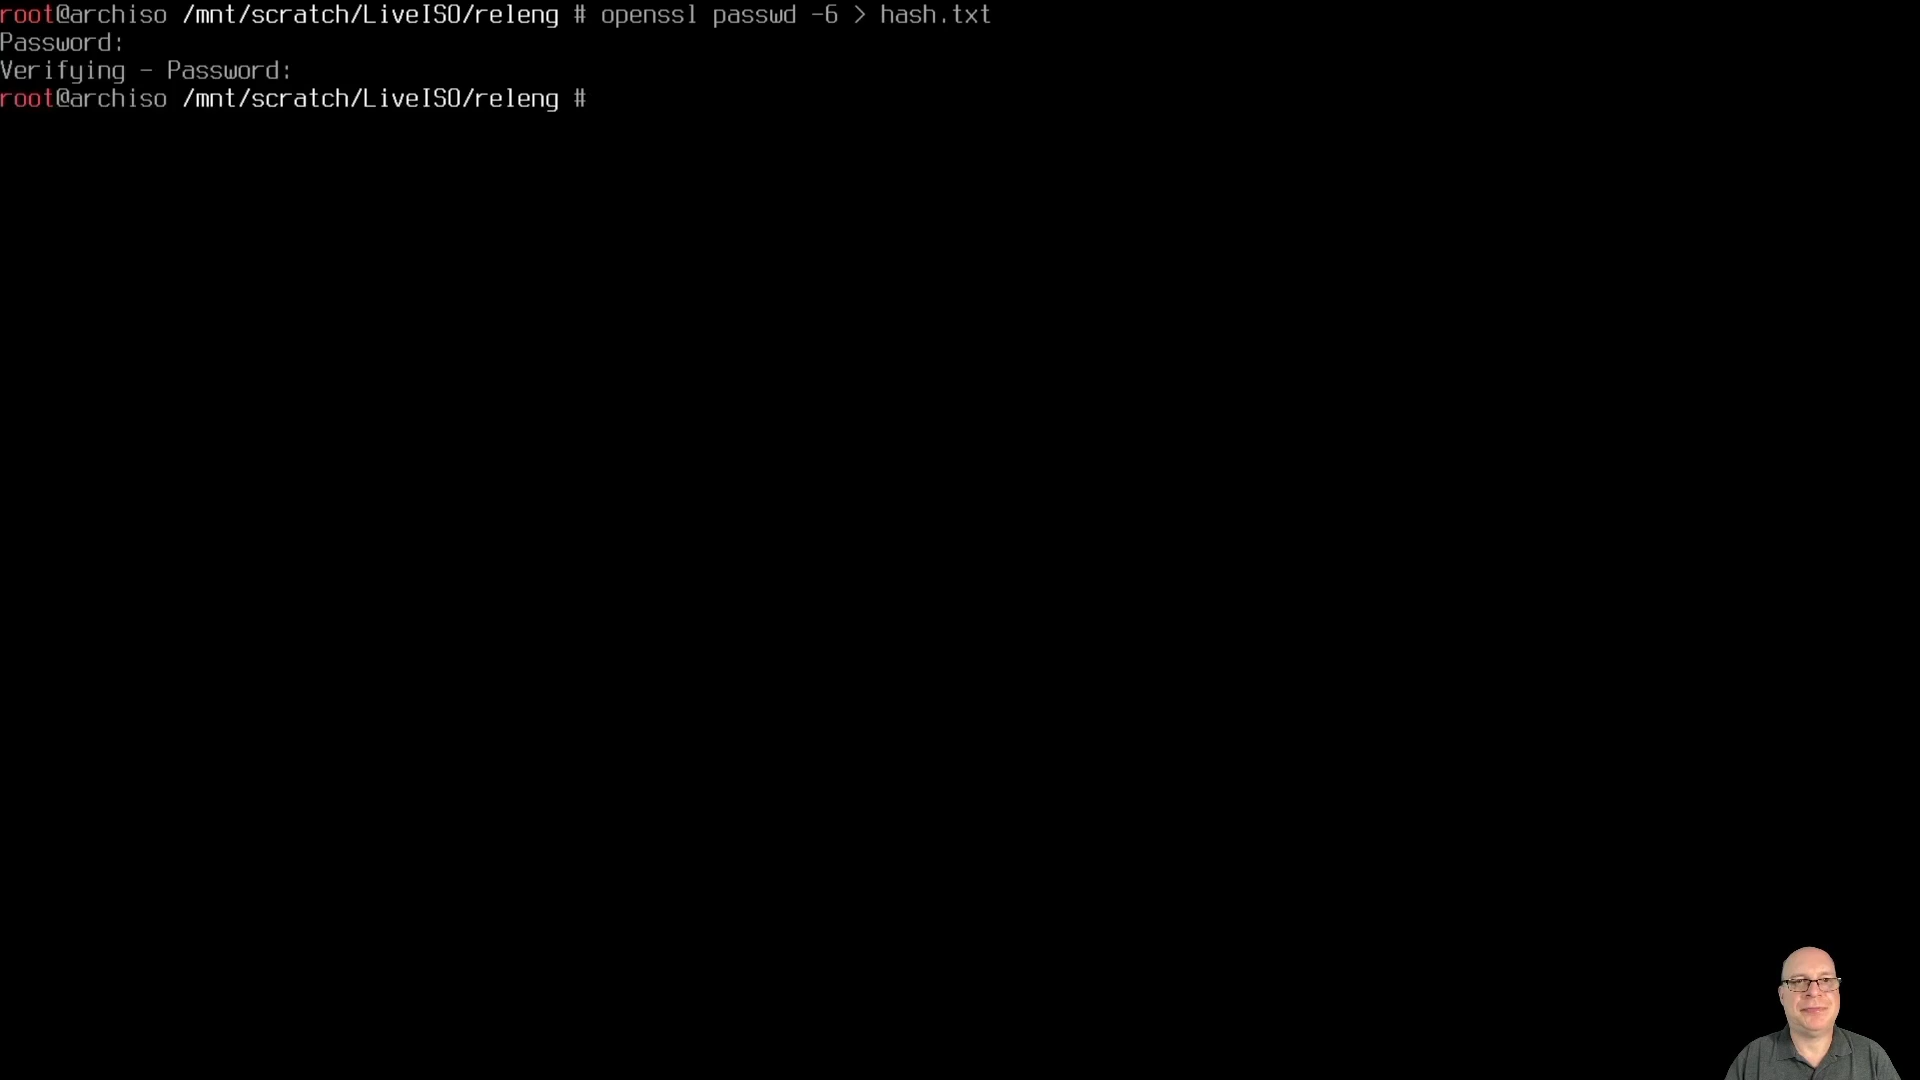 root@archiso /mnt/scratch/LiveISO/releng # openssl passwd -6 > hash.txt
Password:
Verifying - Password:
root@archiso /mnt/scratch/LiveISO/releng #